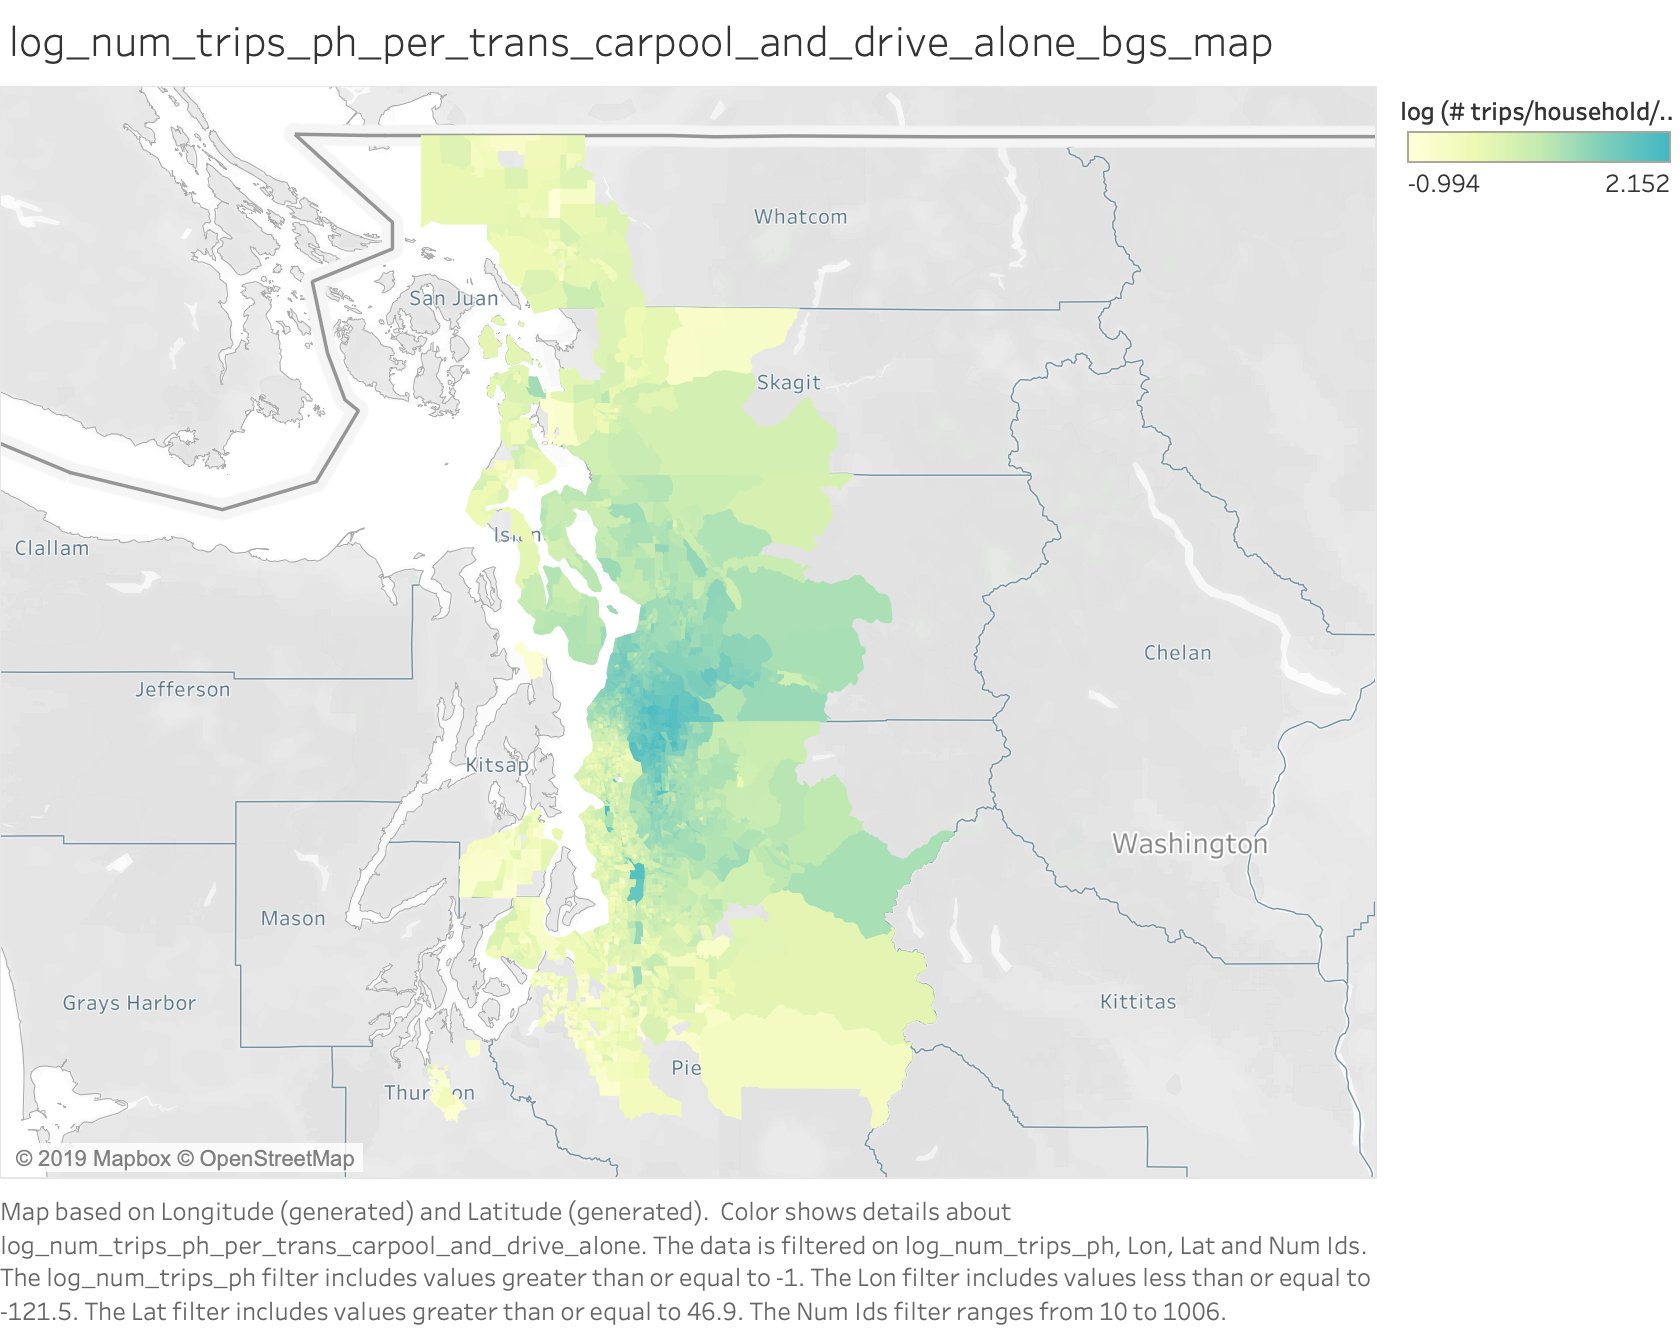 log_num_trips_ph_per_trans_carpool_and_drive_alone_bgs_map
log (# trips/household/..
-0.994 2.152
Whatcom
San Juan
Skagit
Clallam
Chelan
Jefferson
Kitsap
Washington
Mason
Grays Harbor
Kittitas
Pie
© 2019 Mapbox © OpenStreetMap
Map based on Longitude (generated) and Latitude (generated).  Color shows details about
log_num_trips_ph_per_trans_carpool_and_drive_alone. The data is filtered on log_num_trips_ph, Lon, Lat and Num Ids.
The log_num_trips_ph filter includes values greater than or equal to -1. The Lon filter includes values less than or equal to
-121.5. The Lat filter includes values greater than or equal to 46.9. The Num Ids filter ranges from 10 to 1006.